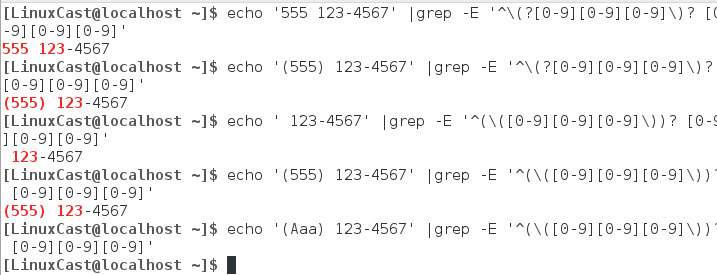 [LinuxCast@localhost ~]$ echo '555 123-4567' |grep -E '^\(?[0-9][0-9][0-9]\)? [0
-9][0-9][0-9]'
555 123-4567
[LinuxCast@localhost ~]$ echo '(555) 123-4567' |grep -E '^\(?[0-9][0-9][0-9]\)?
[0-9][0-9][0-9]'
(555) 123-4567
[LinuxCast@localhost ~]$ echo ' 123-4567' |grep -E '^(\([0-9][0-9][0-9]\))? [0-9
][0-9][0-9]'
 123-4567
[LinuxCast@localhost ~]$ echo '(555) 123-4567' |grep -E '^(\([0-9][0-9][0-9]\))?
 [0-9][0-9][0-9]'
(555) 123-4567
[LinuxCast@localhost ~]$ echo '(Aaa) 123-4567' |grep -E '^(\([0-9][0-9][0-9]\))?
 [0-9][0-9][0-9]'
[LinuxCast@localhost ~]$